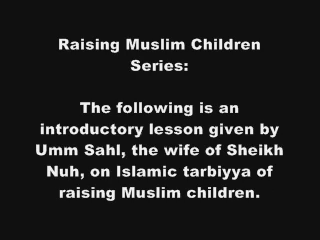 Raising Muslim Children
Series:
The following is an
introductory lesson given by
Umm Sahl, the wife of Sheikh
Nuh, on Islamic tarbiyya of
raising Muslim children.